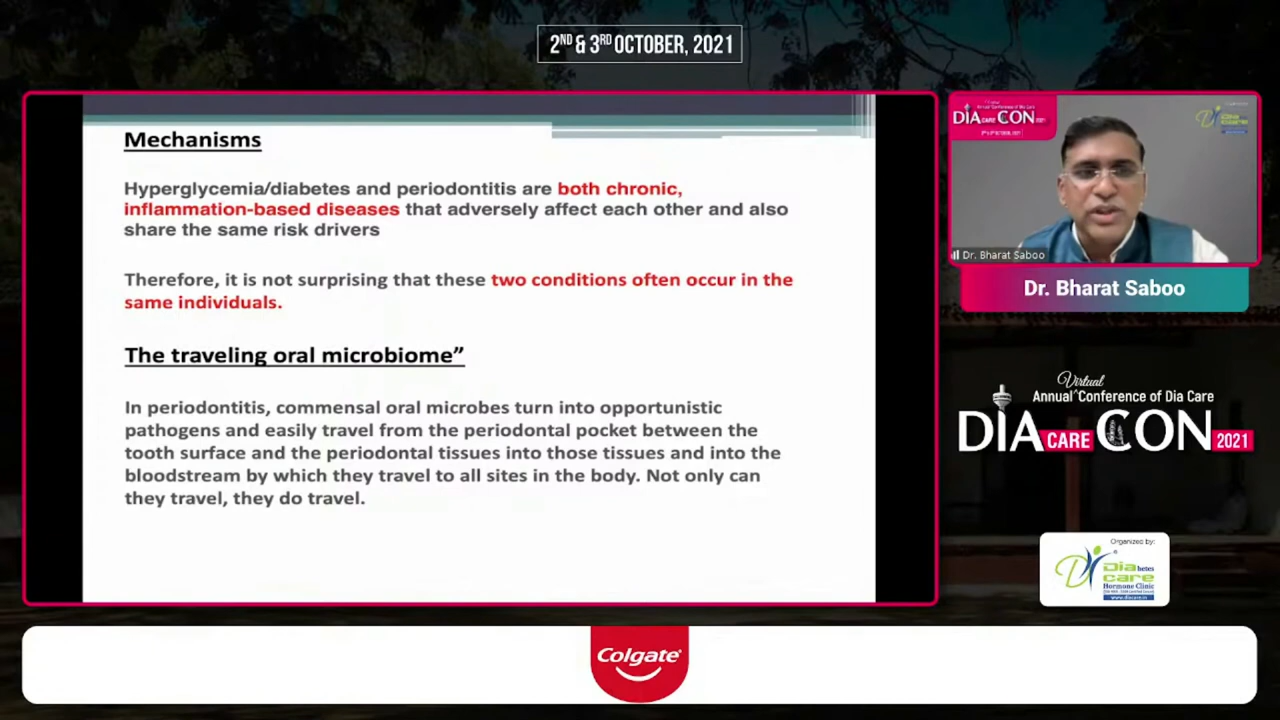 2ND & 3RD OCTOBER, 2021
Mechanisms
Hyperglycemia/diabetes and periodontitis are both chronic,
inflammation-based diseases that adversely affect each other and also
share the same risk drivers
Therefore, it is not surprising that these two conditions often occur in the
same individuals.
The traveling oral microbiome”
In periodontitis, commensal oral microbes turn into opportunistic
pathogens and easily travel from the periodontal pocket between the
tooth surface and the periodontal tissues into those tissues and into the
bloodstream by which they travel to all sites in the body. Not only can
they travel, they do travel.
DIA CARE CON 2021
Dia care
Dr. Bharat Saboo
Dr. Bharat Saboo
Virtual
Annual^Conference of Dia Care
DIA CARE CON 2021
Organized by:
Diabetes
care
Hormone Clinic
www.diacare.in
Colgate